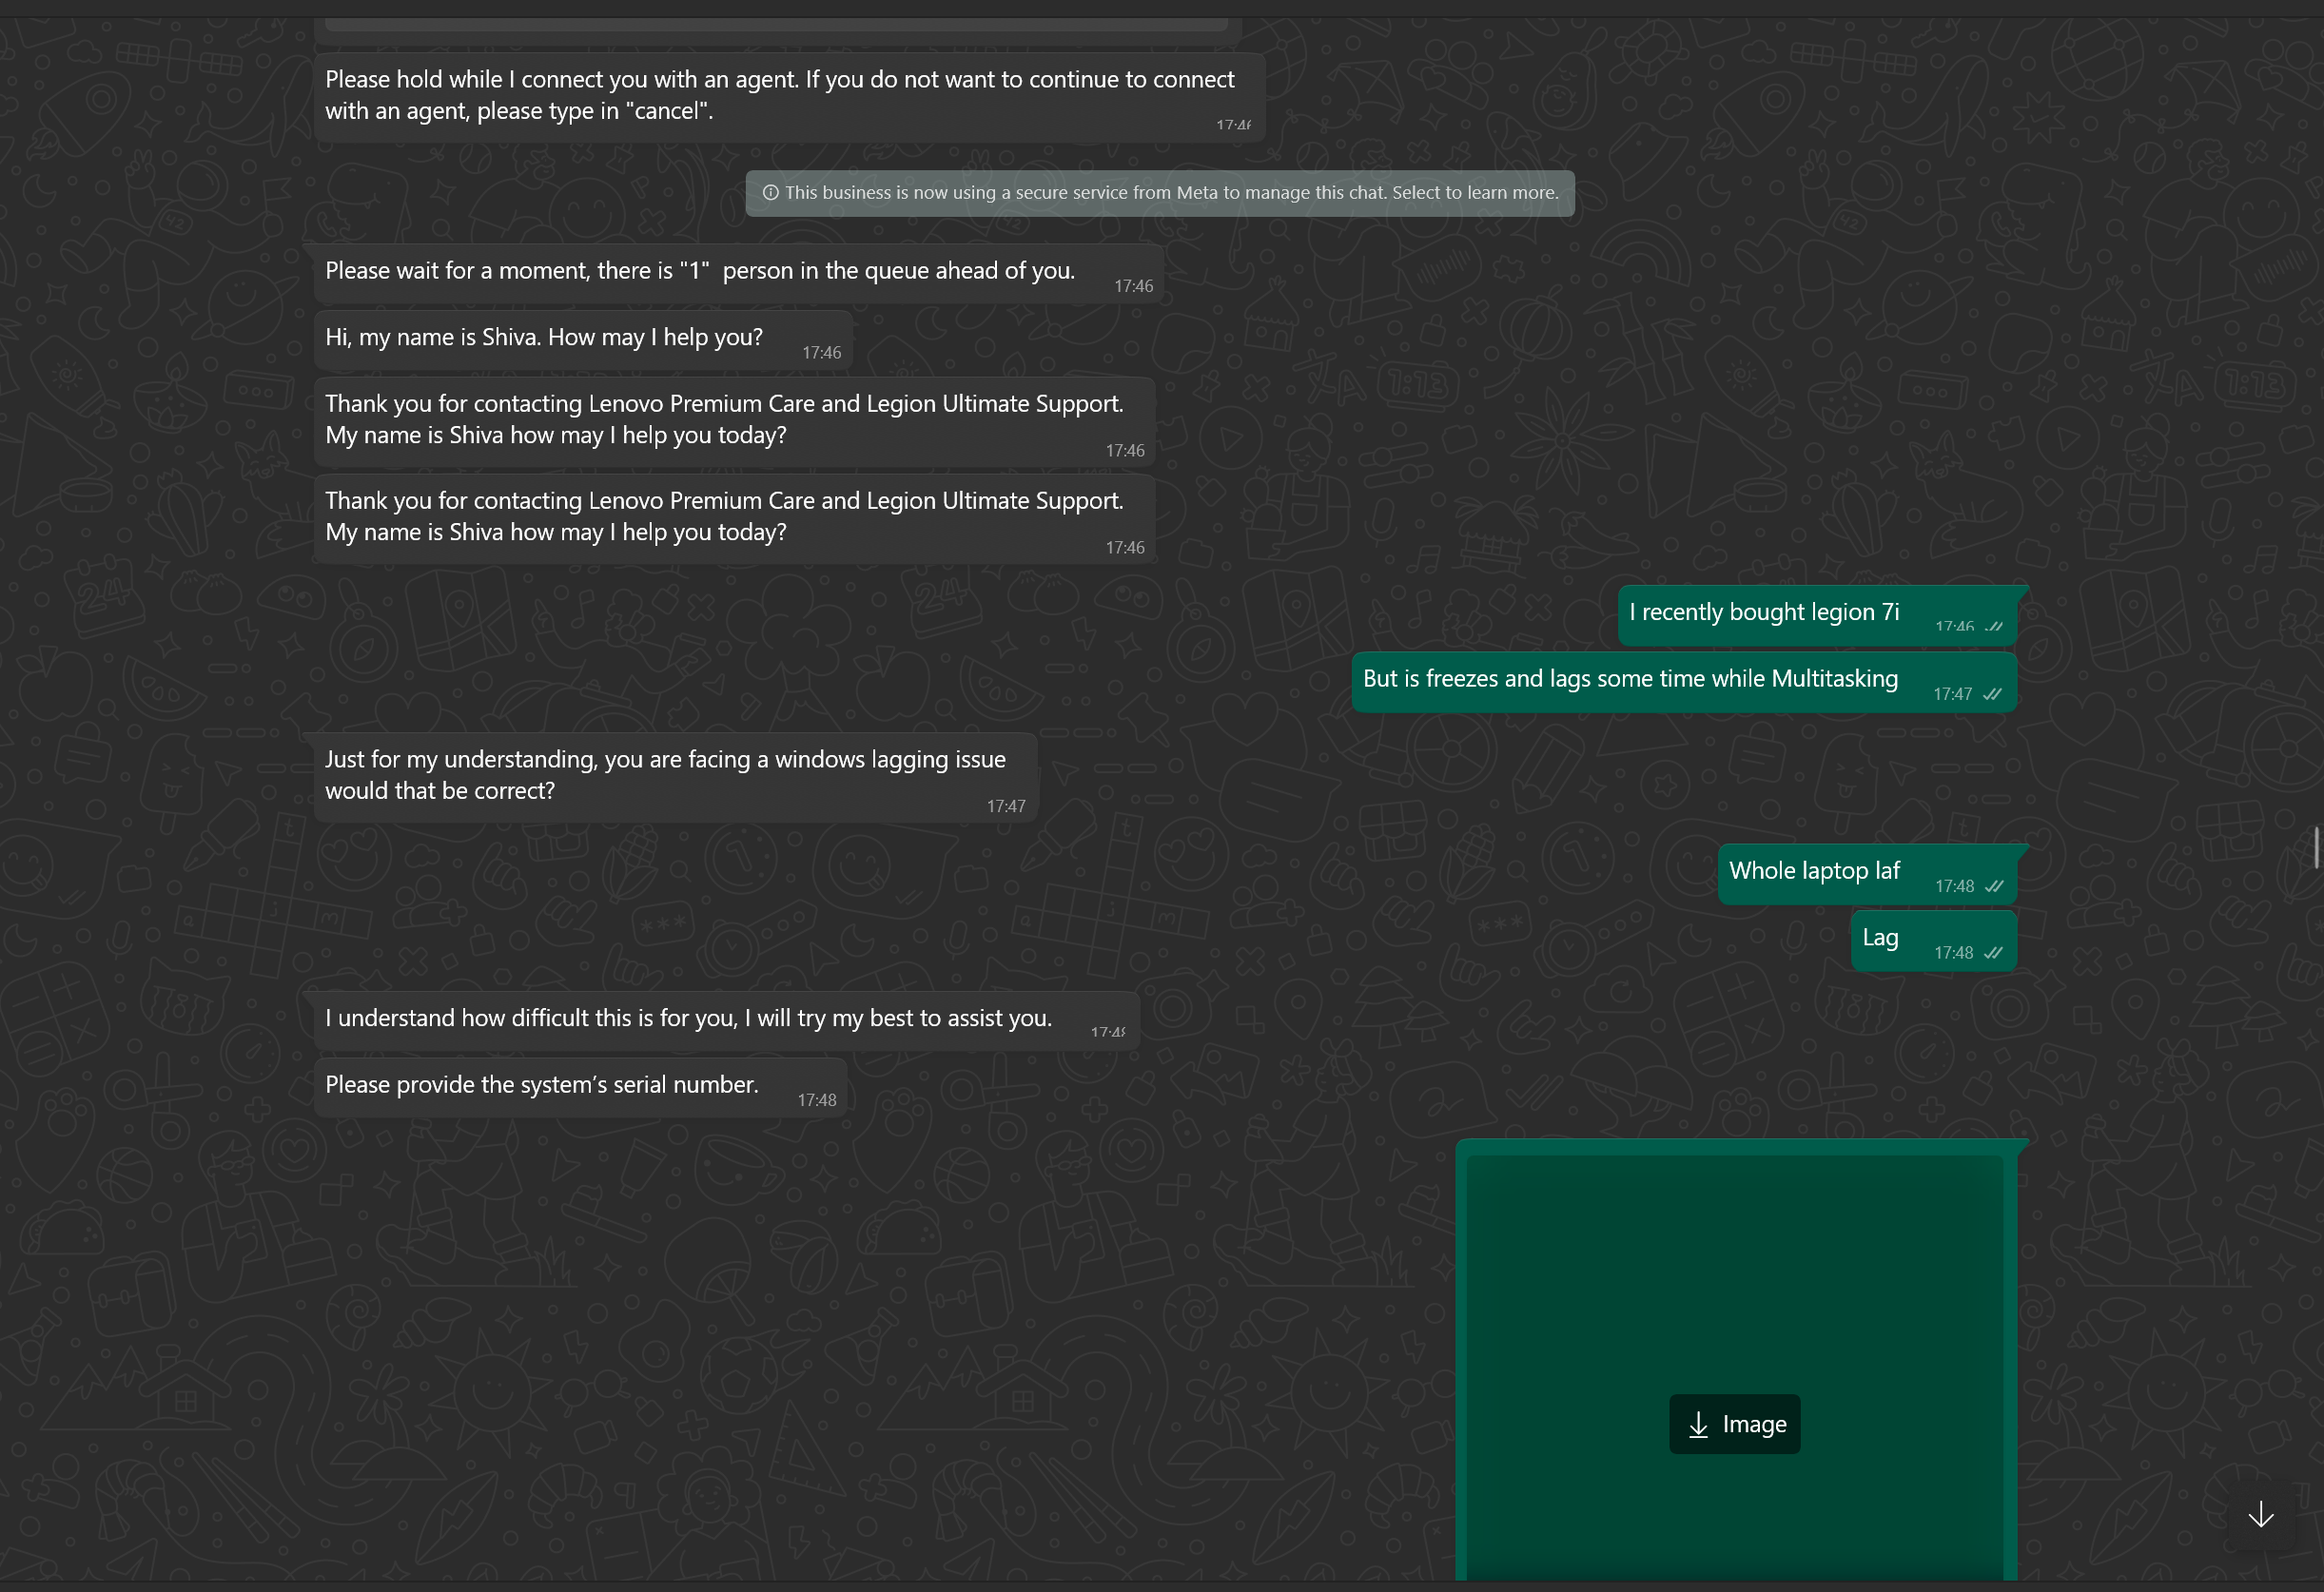 Please hold while I connect you with an agent. If you do not want to continue to connect
with an agent, please type in "cancel".
17:46
This business is now using a secure service from Meta to manage this chat. Select to learn more.
Please wait for a moment, there is "1"  person in the queue ahead of you.
17:46
Hi, my name is Shiva. How may I help you?
17:46
Thank you for contacting Lenovo Premium Care and Legion Ultimate Support.
My name is Shiva how may I help you today?
17:46
Thank you for contacting Lenovo Premium Care and Legion Ultimate Support.
My name is Shiva how may I help you today?
17:46
I recently bought legion 7i
17:46
But is freezes and lags some time while Multitasking
17:47
Just for my understanding, you are facing a windows lagging issue
would that be correct?
17:47
Whole laptop laf
17:48
Lag
17:48
I understand how difficult this is for you, I will try my best to assist you.
17:48
Please provide the system’s serial number.
17:48
Image